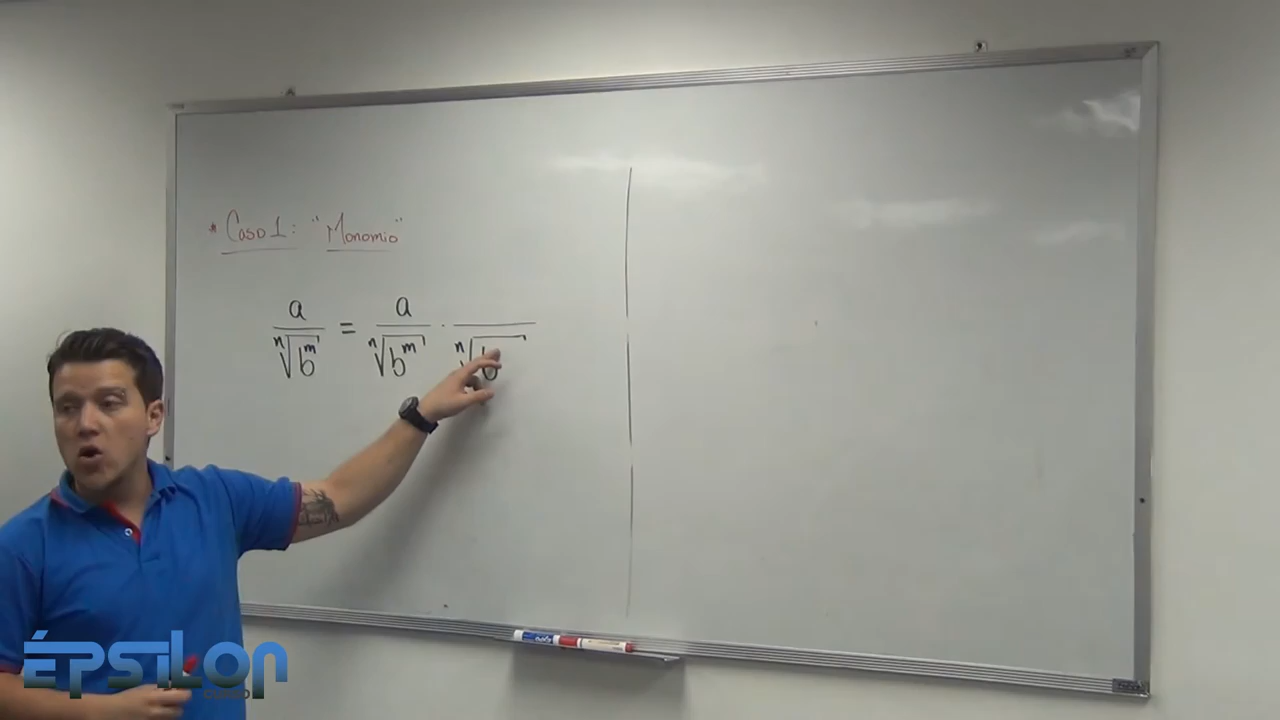 * Caso 1: "Monomio"
a/ⁿ√bᵐ = a/ⁿ√bᵐ · /ⁿ√b
ÉPSILON